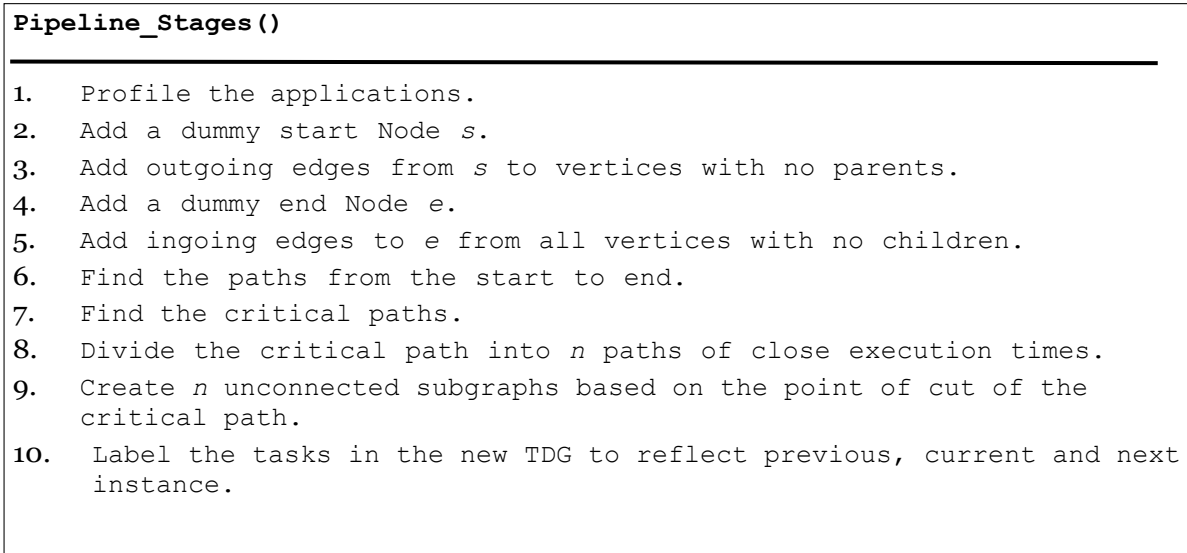 Pipeline_Stages()
1. Profile the applications.
2. Add a dummy start Node s.
3. Add outgoing edges from s to vertices with no parents.
4. Add a dummy end Node e.
5. Add ingoing edges to e from all vertices with no children.
6. Find the paths from the start to end.
7. Find the critical paths.
8. Divide the critical path into n paths of close execution times.
9. Create n unconnected subgraphs based on the point of cut of the
critical path.
10. Label the tasks in the new TDG to reflect previous, current and next
instance.